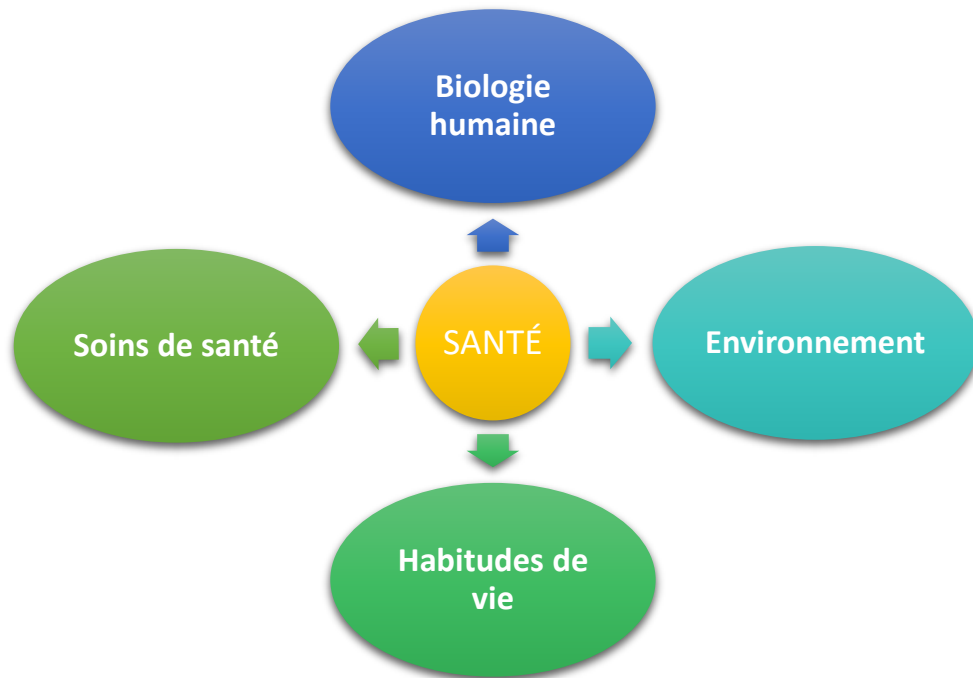 Biologie
humaine
Soins de santé
SANTÉ
Environnement
Habitudes de
vie